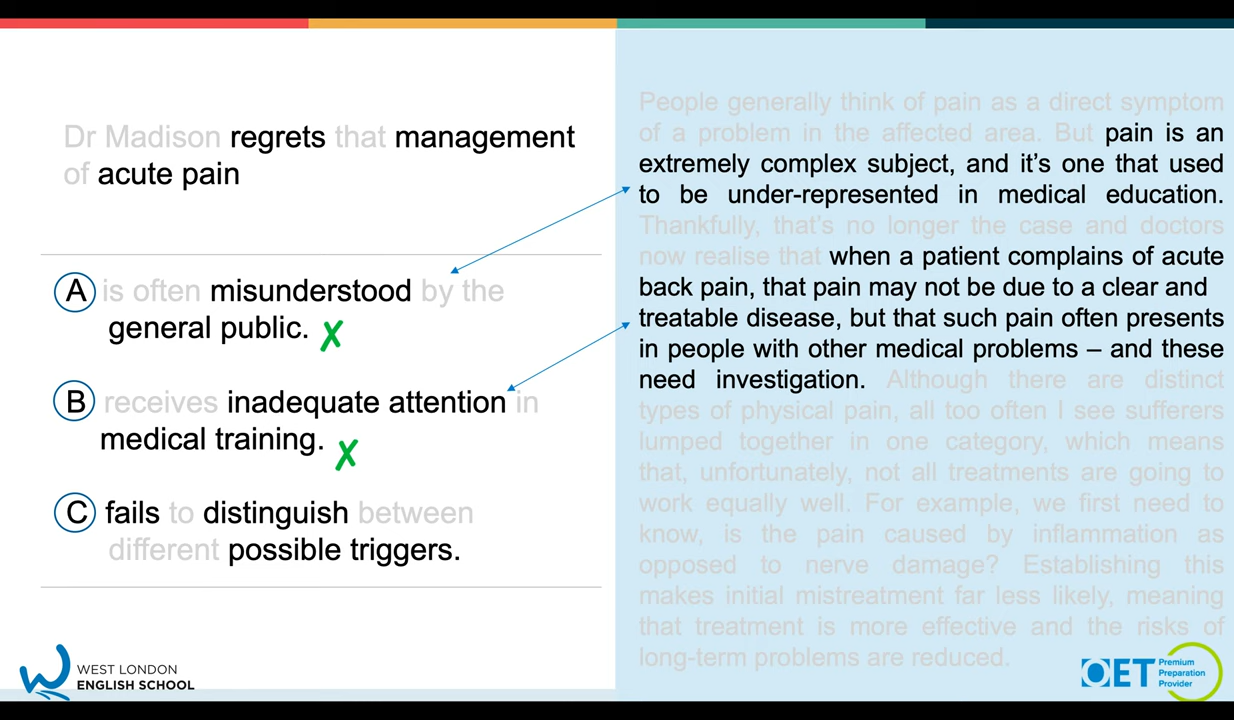 Dr Madison regrets that management
of acute pain
A is often misunderstood by the
general public. X
B receives inadequate attention in
medical training. X
C fails to distinguish between
different possible triggers.
WEST LONDON
ENGLISH SCHOOL
People generally think of pain as a direct symptom
of a problem in the affected area. But pain is an
extremely complex subject, and it’s one that used
to be under-represented in medical education.
Thankfully, that’s no longer the case and doctors
now realise that when a patient complains of acute
back pain, that pain may not be due to a clear and
treatable disease, but that such pain often presents
in people with other medical problems – and these
need investigation. Although there are distinct
types of physical pain, all too often I see sufferers
lumped together in one category, which means
that, unfortunately, not all treatments are going to
work equally well. For example, we first need to
know, is the pain caused by inflammation as
opposed to nerve damage? Establishing this
makes initial mistreatment far less likely, meaning
that treatment is more effective and the risks of
long-term problems are reduced.
OET Premium
Preparation
Provider